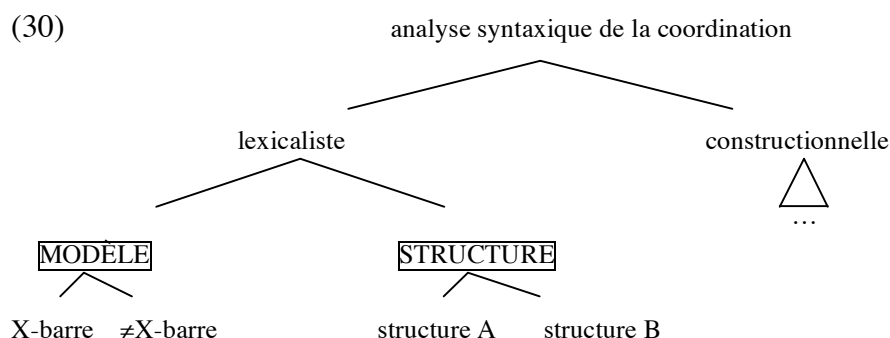 (30) analyse syntaxique de la coordination
lexicaliste constructionnelle
…
MODÈLE STRUCTURE
X-barre ≠X-barre structure A structure B